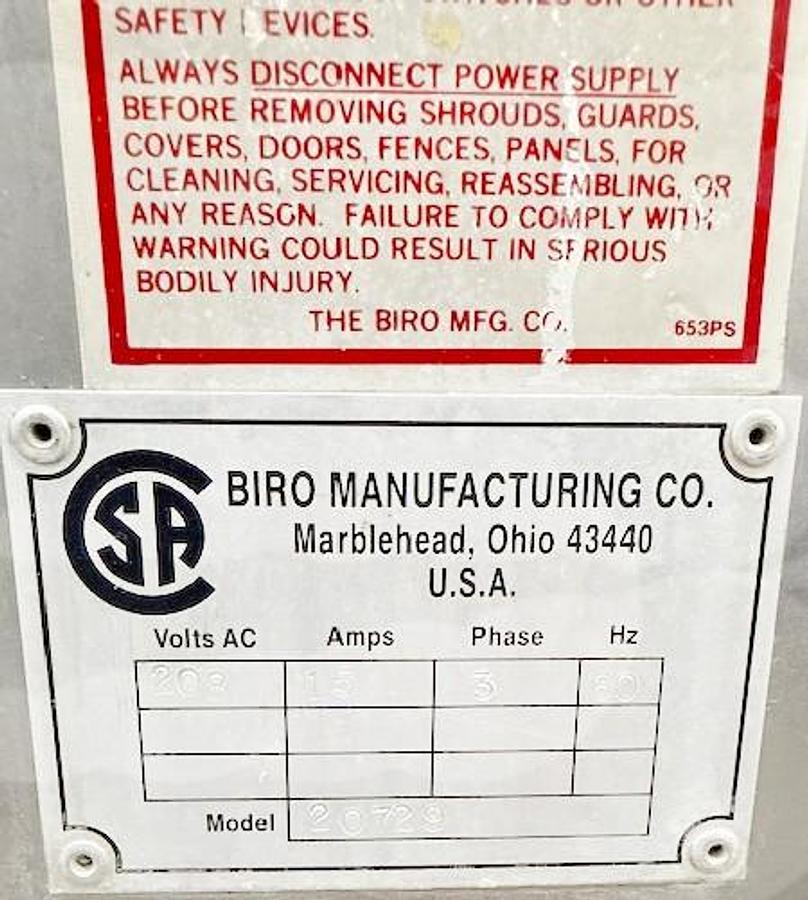 SAFETY DEVICES.
ALWAYS DISCONNECT POWER SUPPLY
BEFORE REMOVING SHROUDS, GUARDS,
COVERS, DOORS, FENCES, PANELS, FOR
CLEANING, SERVICING, REASSEMBLING, OR
ANY REASON. FAILURE TO COMPLY WITH
WARNING COULD RESULT IN SERIOUS
BODILY INJURY.
THE BIRO MFG. CO.
653PS
CSA
BIRO MANUFACTURING CO.
Marblehead, Ohio 43440
U.S.A.
Volts AC Amps Phase Hz
208 15 3 60
Model